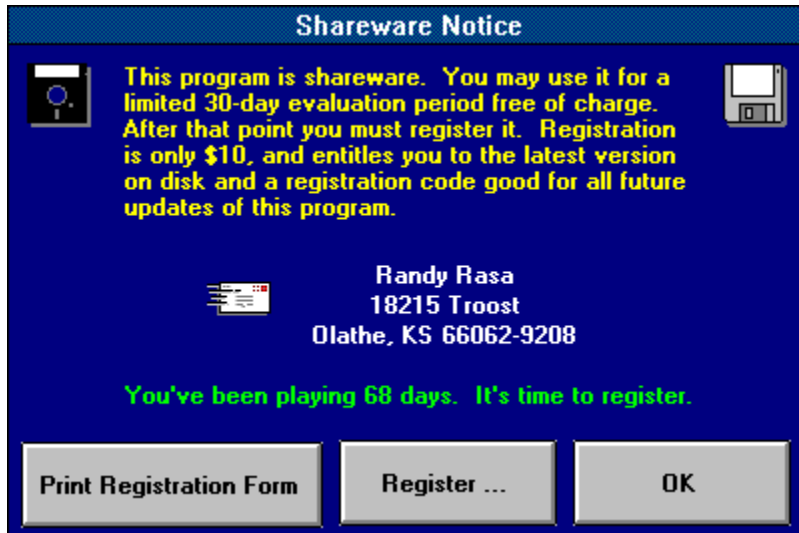 Shareware Notice
This program is shareware. You may use it for a
limited 30-day evaluation period free of charge.
After that point you must register it. Registration
is only $10, and entitles you to the latest version
on disk and a registration code good for all future
updates of this program.
Randy Rasa
18215 Troost
Olathe, KS 66062-9208
You've been playing 68 days. It's time to register.
Print Registration Form
Register ...
OK